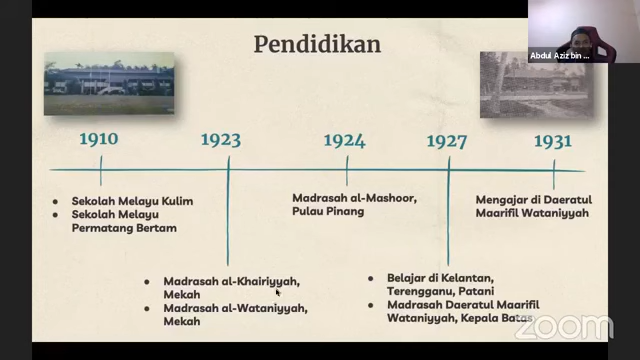 Pendidikan
Abdul Aziz bin ...
1910
1923
1924
1927
1931
Sekolah Melayu Kulim
Sekolah Melayu
Permatang Bertam
Madrasah al-Khairiyyah,
Mekah
Madrasah al-Wataniyyah,
Mekah
Madrasah al-Mashoor,
Pulau Pinang
Belajar di Kelantan,
Terengganu, Patani
Madrasah Daeratul Maarifil
Wataniyyah, Kepala Batas
Mengajar di Daeratul
Maarifil Wataniyyah
zoom